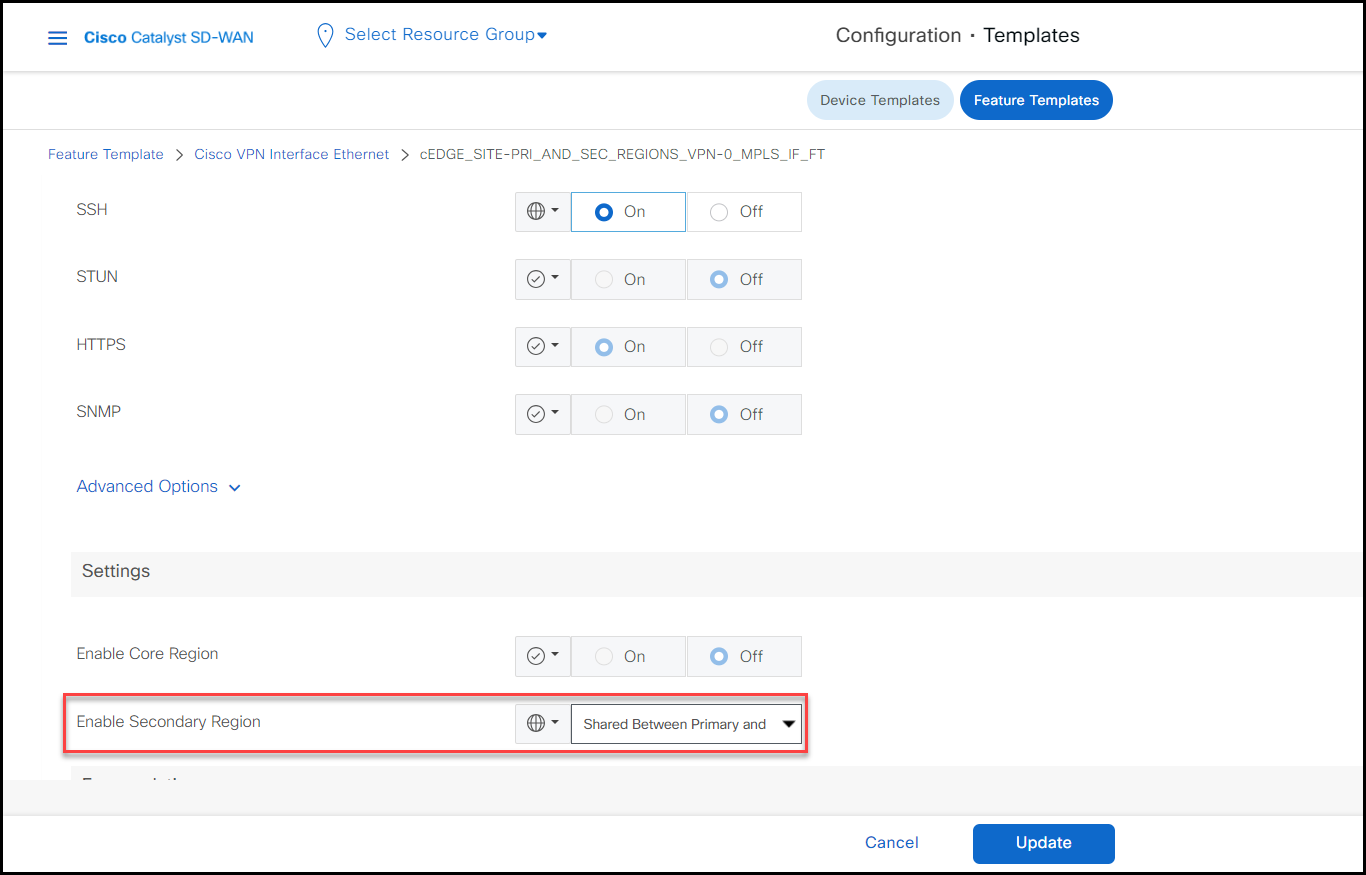 Cisco Catalyst SD-WAN
Select Resource Group
Configuration · Templates
Device Templates
Feature Templates
Feature Template > Cisco VPN Interface Ethernet > cEDGE_SITE-PRI_AND_SEC_REGIONS_VPN-0_MPLS_IF_FT
SSH On Off
STUN On Off
HTTPS On Off
SNMP On Off
Advanced Options
Settings
Enable Core Region On Off
Enable Secondary Region Shared Between Primary and
Cancel Update